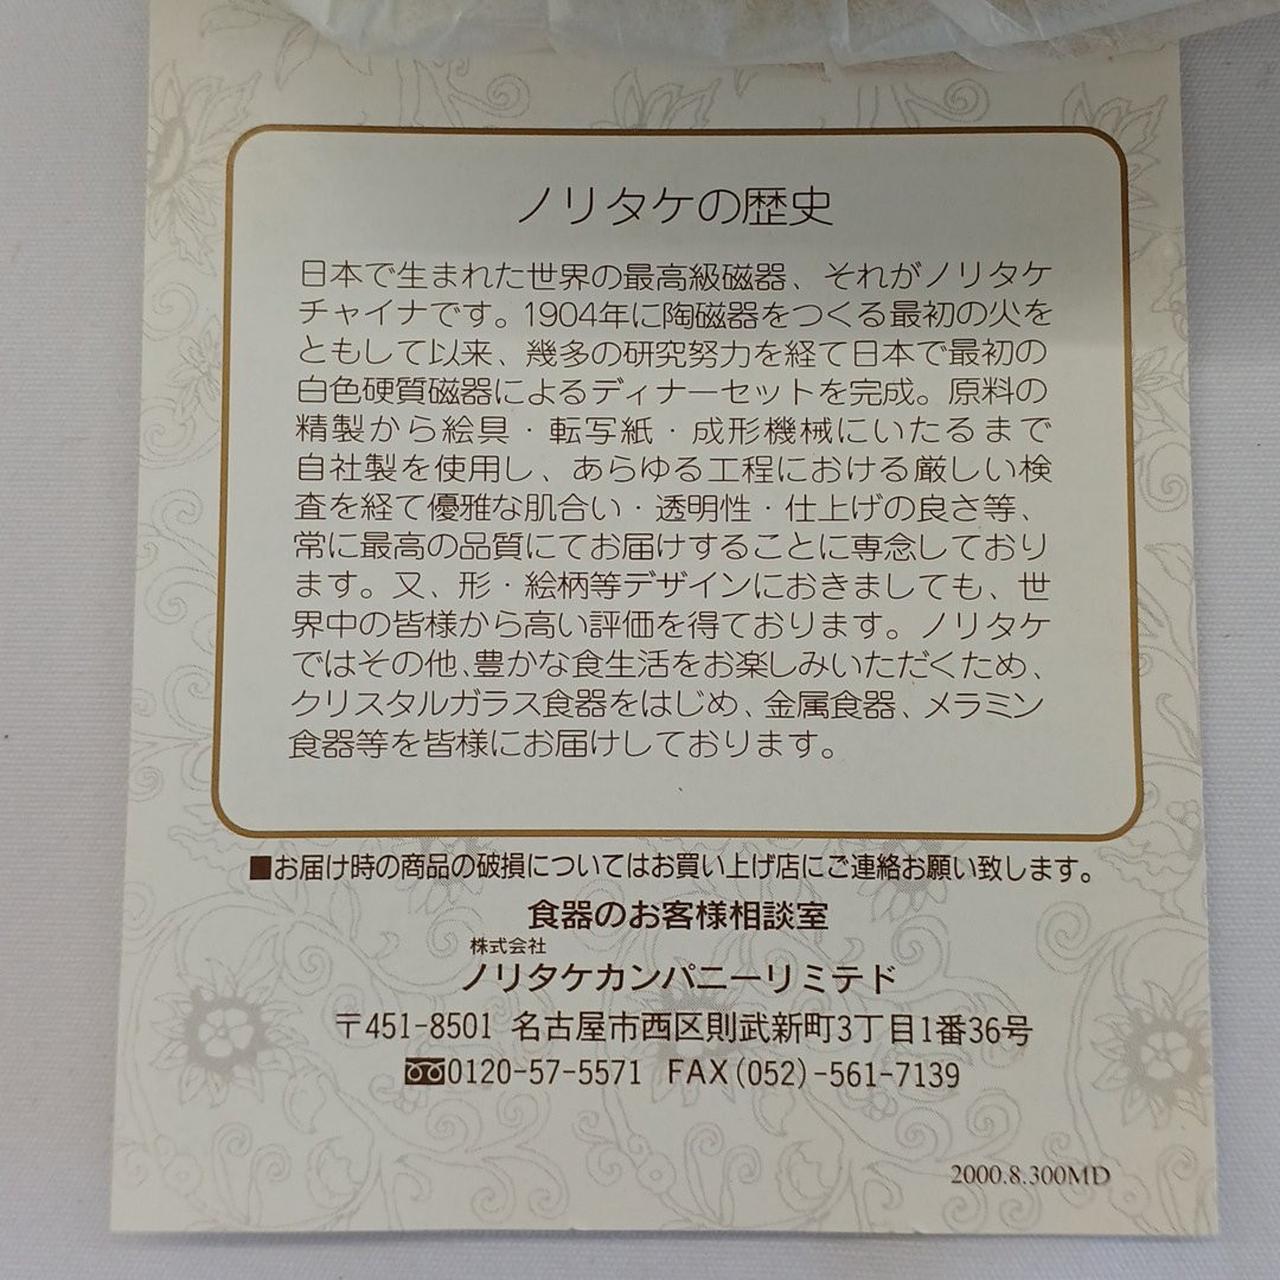 ノリタケの歴史
日本で生まれた世界の最高級磁器、それがノリタケ
チャイナです。1904年に陶磁器をつくる最初の火を
ともして以来、幾多の研究努力を経て日本で最初の
白色硬質磁器によるディナーセットを完成。原料の
精製から絵具・転写紙・成形機械にいたるまで
自社製を使用し、あらゆる工程における厳しい検
査を経て優雅な肌合い・透明性・仕上げの良さ等、
常に最高の品質にてお届けすることに専念しており
ます。又、形・絵柄等デザインにおきましても、世
界中の皆様から高い評価を得ております。ノリタケ
ではその他、豊かな食生活をお楽しみいただくため、
クリスタルガラス食器をはじめ、金属食器、メラミン
食器等を皆様にお届けしております。
■お届け時の商品の破損についてはお買い上げ店にご連絡お願い致します。
食器のお客様相談室
株式会社
ノリタケカンパニーリミテド
〒451-8501 名古屋市西区則武新町3丁目1番36号
0120-57-5571 FAX(052)-561-7139
2000.8.300MD